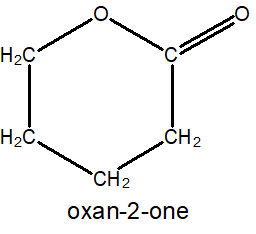 O O
H₂C C
H₂C CH₂
CH₂
oxan-2-one